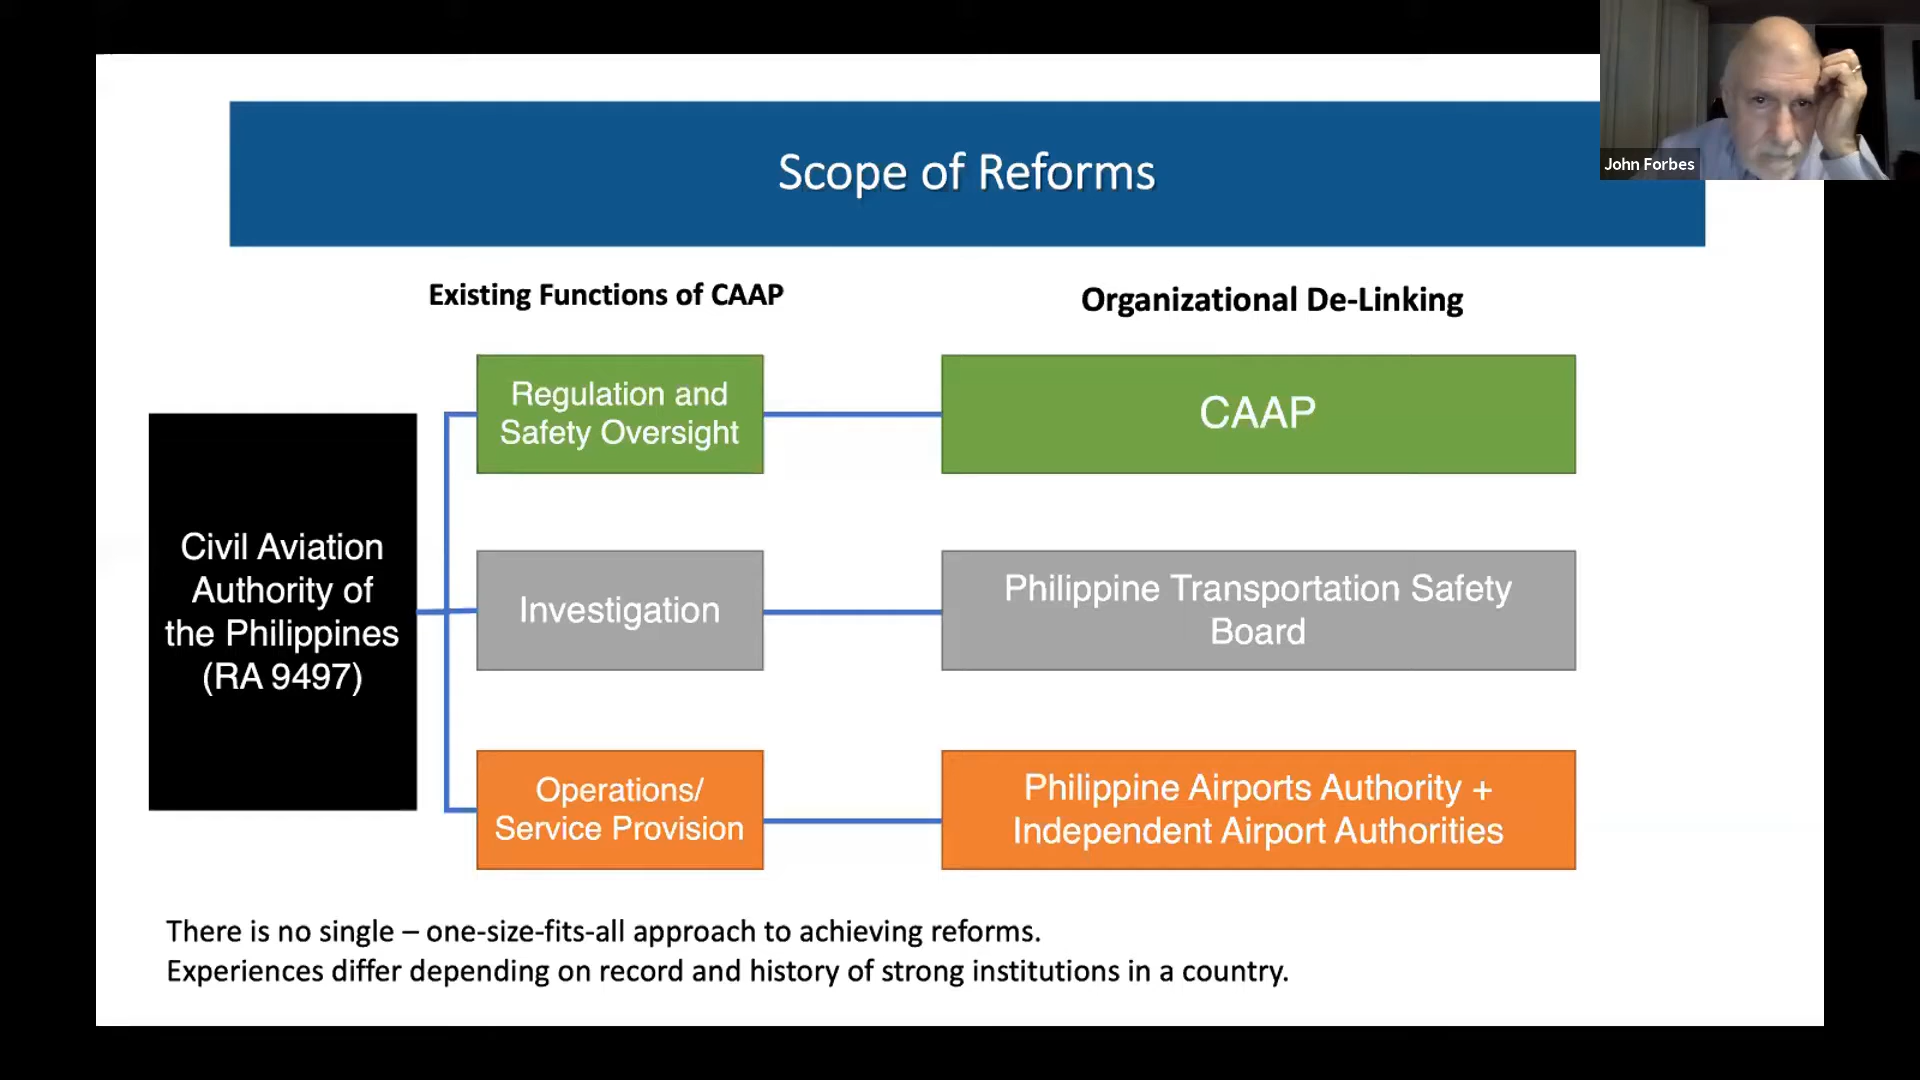 John Forbes
Scope of Reforms
Existing Functions of CAAP
Organizational De-Linking
Civil Aviation
Authority of
the Philippines
(RA 9497)
Regulation and
Safety Oversight
CAAP
Investigation
Philippine Transportation Safety
Board
Operations/
Service Provision
Philippine Airports Authority +
Independent Airport Authorities
There is no single – one-size-fits-all approach to achieving reforms.
Experiences differ depending on record and history of strong institutions in a country.